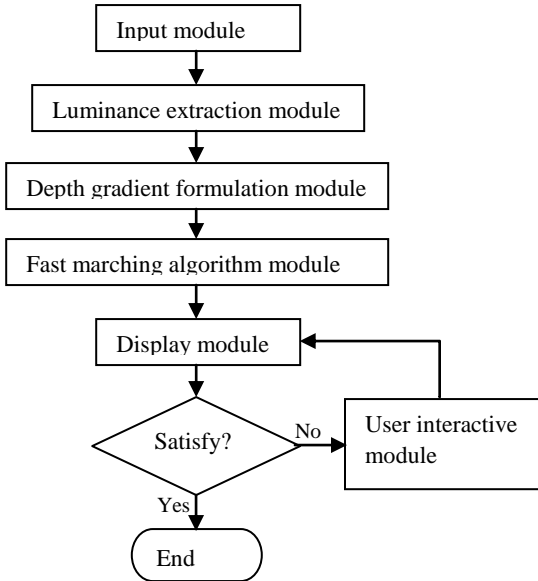 Input module
Luminance extraction module
Depth gradient formulation module
Fast marching algorithm module
Display module
Satisfy?
No
User interactive
module
Yes
End